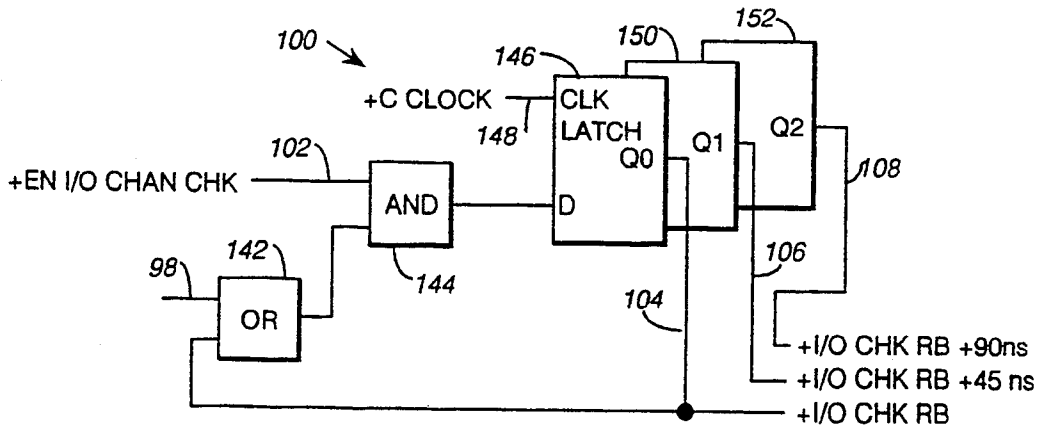 152
100
150
146
+C CLOCK
CLK
148
LATCH
Q0
Q1
Q2
102
108
+EN I/O CHAN CHK
AND
D
142
144
106
98
104
OR
+I/O CHK RB +90ns
+I/O CHK RB +45 ns
+I/O CHK RB